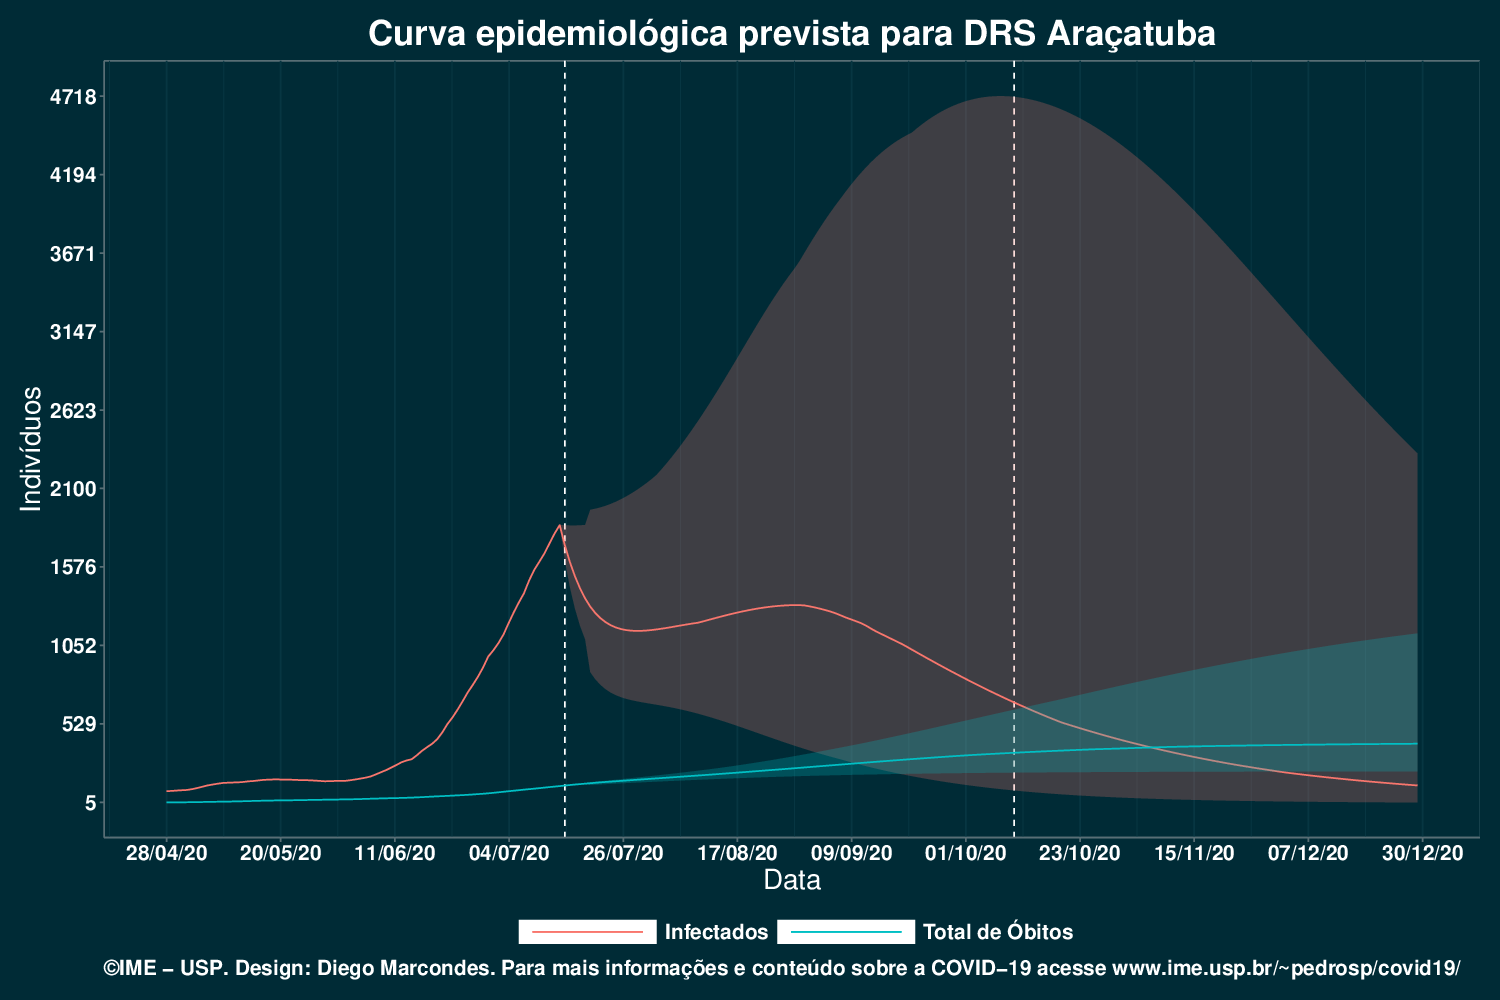 Curva epidemiológica prevista para DRS Araçatuba
Indivíduos
4718
4194
3671
3147
2623
2100
1576
1052
529
5
28/04/20 20/05/20 11/06/20 04/07/20 26/07/20 17/08/20 09/09/20 01/10/20 23/10/20 15/11/20 07/12/20 30/12/20
Data
Infectados Total de Óbitos
©IME – USP. Design: Diego Marcondes. Para mais informações e conteúdo sobre a COVID–19 acesse www.ime.usp.br/~pedrosp/covid19/